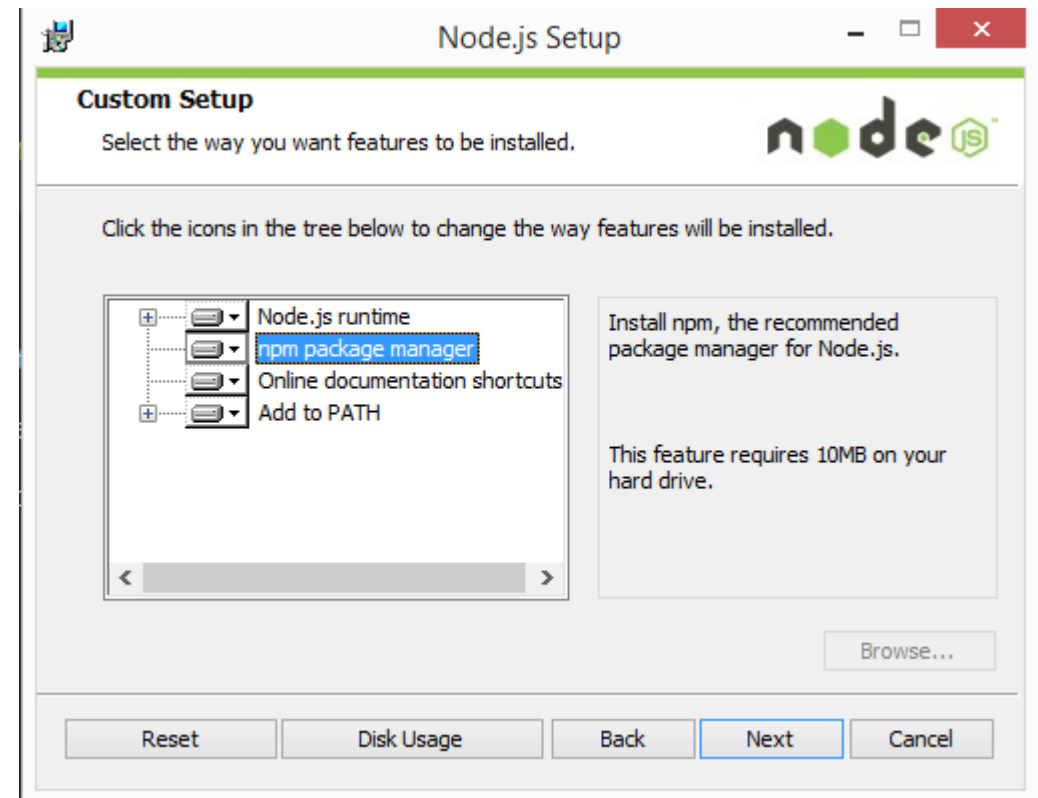 Node.js Setup
Custom Setup
Select the way you want features to be installed.
node JS
Click the icons in the tree below to change the way features will be installed.
Node.js runtime
npm package manager
Online documentation shortcuts
Add to PATH
Install npm, the recommended
package manager for Node.js.
This feature requires 10MB on your
hard drive.
Browse...
Reset
Disk Usage
Back
Next
Cancel